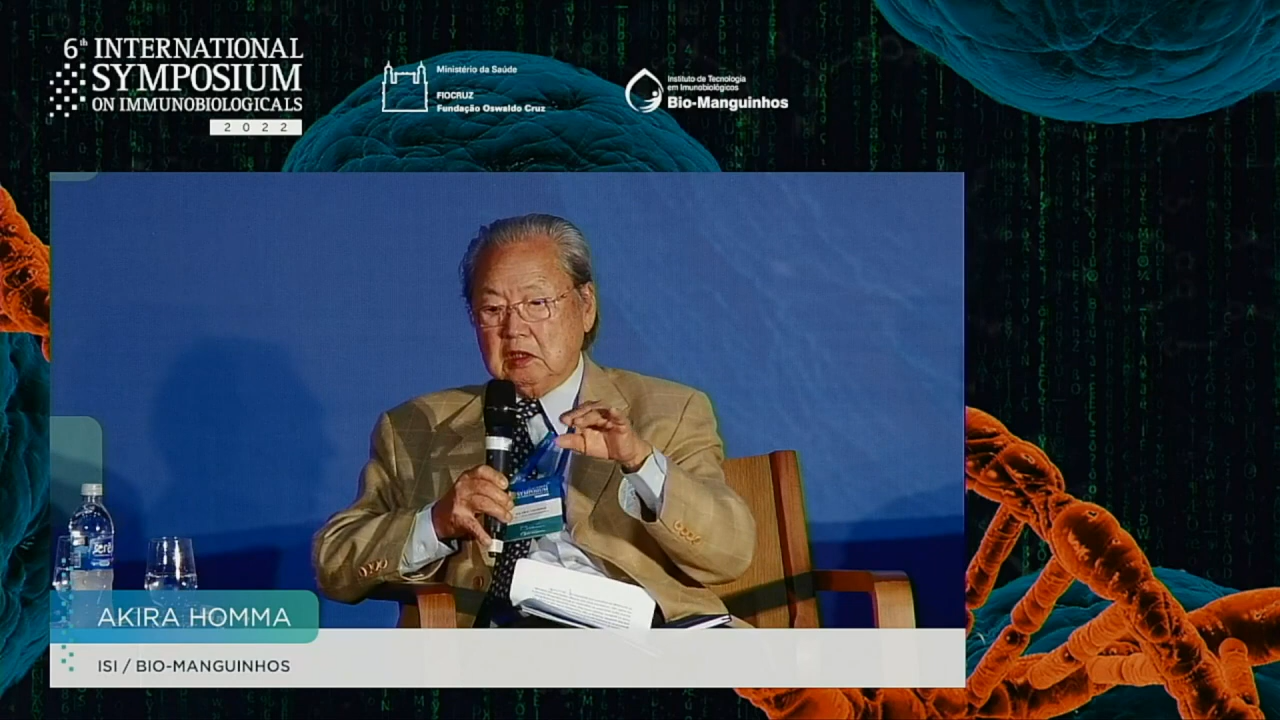 6th INTERNATIONAL
SYMPOSIUM
ON IMMUNOBIOLOGICALS
2022
Ministério da Saúde
FIOCRUZ
Fundação Oswaldo Cruz
Instituto de Tecnologia
em Imunobiológicos
Bio-Manguinhos
SYMPOSIUM
AKIRA HOMMA
ISI / BIO-MANGUINHOS